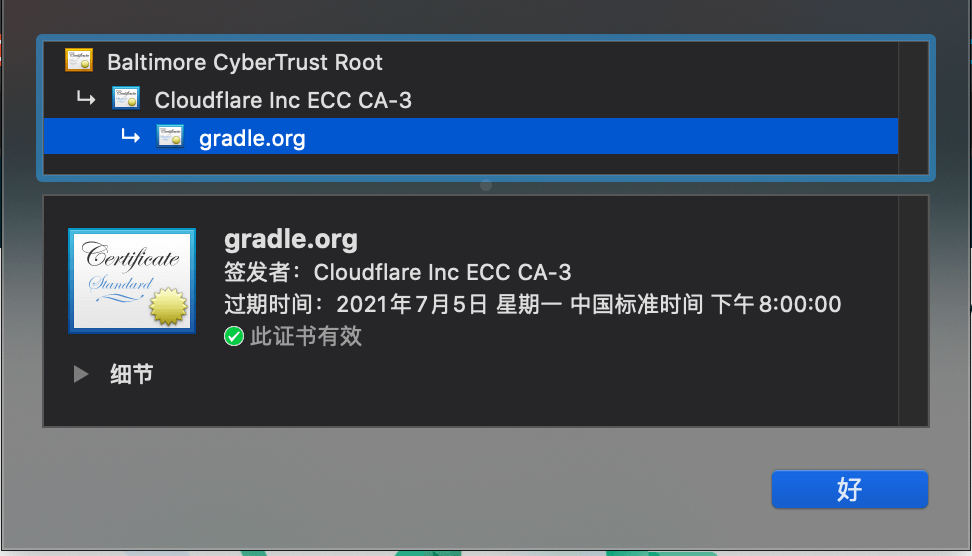 Baltimore CyberTrust Root
Cloudflare Inc ECC CA-3
gradle.org
Certificate
Standard
gradle.org
签发者：Cloudflare Inc ECC CA-3
过期时间：2021年7月5日 星期一 中国标准时间 下午8:00:00
此证书有效
细节
好